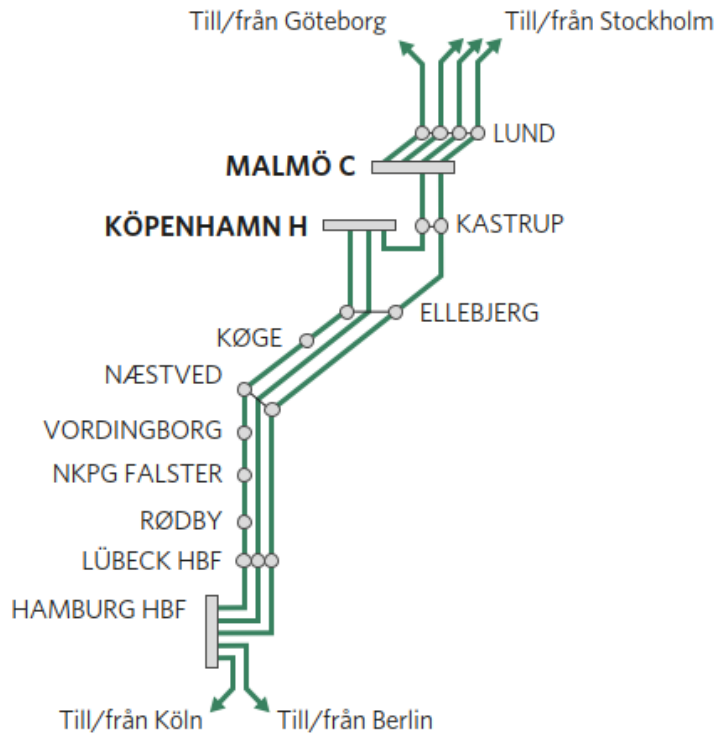 Till/från Göteborg
Till/från Stockholm
LUND
MALMÖ C
KÖPENHAMN H
KASTRUP
ELLEBJERG
KØGE
NÆSTVED
VORDINGBORG
NKPG FALSTER
RØDBY
LÜBECK HBF
HAMBURG HBF
Till/från Köln
Till/från Berlin